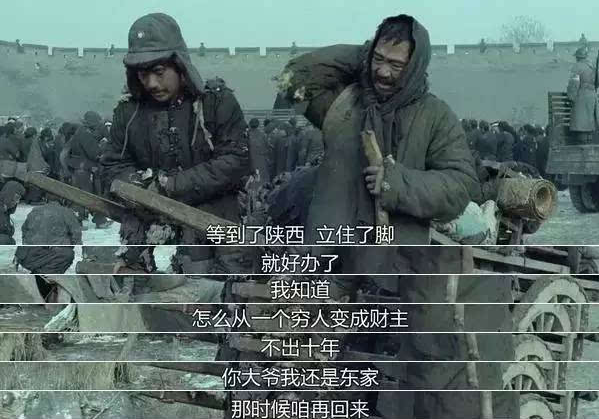 等到了陕西 立住了脚
就好办了
我知道
怎么从一个穷人变成财主
不出十年
你大爷我还是东家
那时候咱再回来